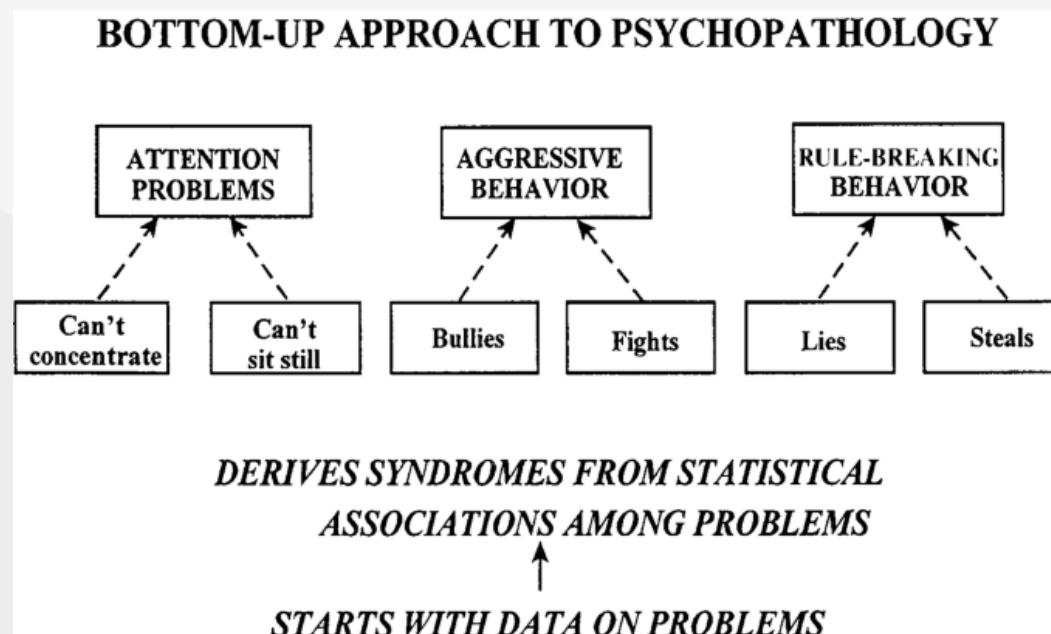 BOTTOM-UP APPROACH TO PSYCHOPATHOLOGY
ATTENTION
PROBLEMS
AGGRESSIVE
BEHAVIOR
RULE-BREAKING
BEHAVIOR
Can't
concentrate
Can't
sit still
Bullies
Fights
Lies
Steals
DERIVES SYNDROMES FROM STATISTICAL
ASSOCIATIONS AMONG PROBLEMS
STARTS WITH DATA ON PROBLEMS